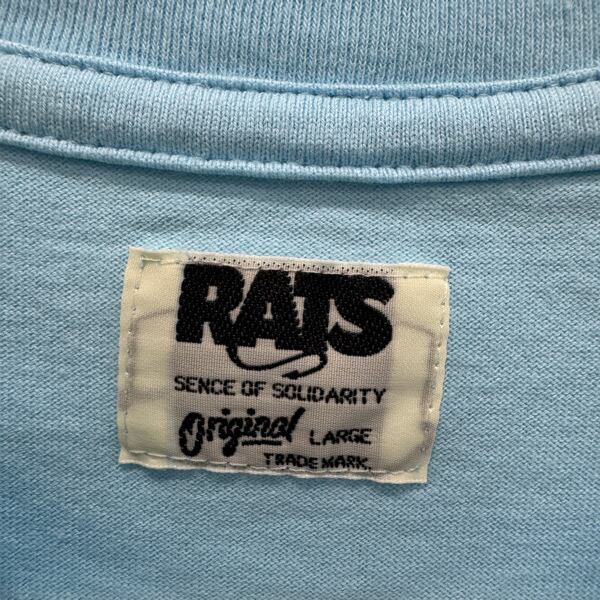 RATS
SENCE OF SOLIDARITY
Original LARGE
TRADE MARK.